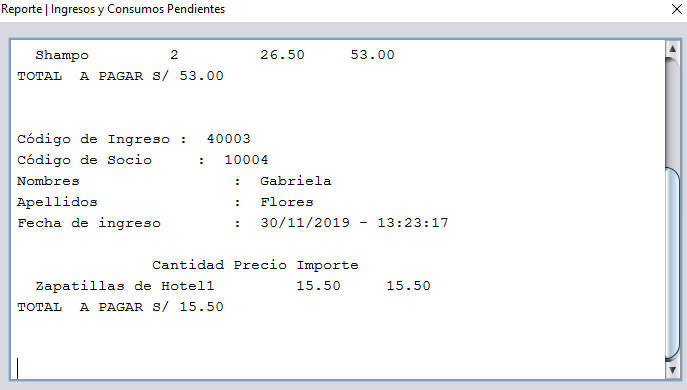 Reporte | Ingresos y Consumos Pendientes
Shampo 2 26.50 53.00
TOTAL A PAGAR S/ 53.00
Código de Ingreso : 40003
Código de Socio : 10004
Nombres : Gabriela
Apellidos : Flores
Fecha de ingreso : 30/11/2019 - 13:23:17
Cantidad Precio Importe
Zapatillas de Hotel1 15.50 15.50
TOTAL A PAGAR S/ 15.50